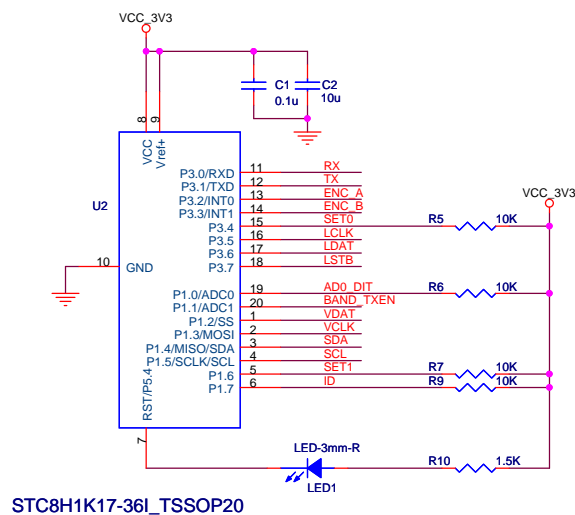 VCC_3V3
C1
C2
0.1u
10u
8
9
VCC
Vref+
U2
P3.0/RXD 11 RX
P3.1/TXD 12 TX
P3.2/INT0 13 ENC_A
P3.3/INT1 14 ENC_B
VCC_3V3
P3.4 15 SET0 R5 10K
P3.5 16 LCLK
P3.6 17 LDAT
P3.7 18 LSTB
10 GND
P1.0/ADC0 19 AD0_DIT R6 10K
P1.1/ADC1 20 BAND_TXEN
P1.2/SS 1 VDAT
P1.3/MOSI 2 VCLK
P1.4/MISO/SDA 3 SDA
P1.5/SCLK/SCL 4 SCL
P1.6 5 SET1 R7 10K
P1.7 6 ID R9 10K
RST/P5.4
7
LED-3mm-R
R10 1.5K
LED1
STC8H1K17-36I_TSSOP20